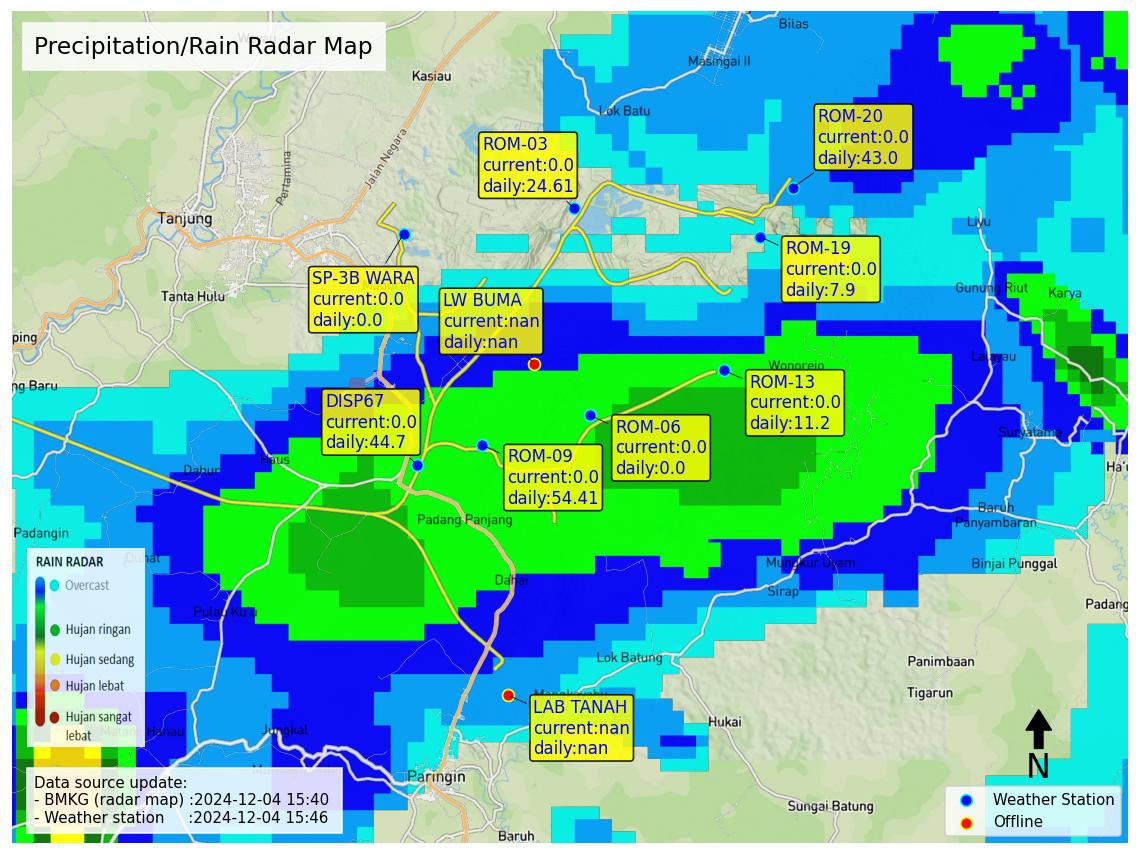 Precipitation/Rain Radar Map
Bilas
Masingai II
Kasiau
Lok Batu
Jalan Negara
Pertamina
Tanjung
Tanta Hulu
ROM-03
current:0.0
daily:24.61
ROM-20
current:0.0
daily:43.0
Liyu
ROM-19
current:0.0
daily:7.9
SP-3B WARA
current:0.0
daily:0.0
LW BUMA
current:nan
daily:nan
Gunung Riut
Karya
ping
ng Baru
Wonorejo
Lalayau
ROM-13
current:0.0
daily:11.2
DISP67
current:0.0
daily:44.7
ROM-06
current:0.0
daily:0.0
ROM-09
current:0.0
daily:54.41
Suryatama
Haus
Dahur
Padang Panjang
Baruh
Panyambaran
Padangin
Binjai Punggal
Mungkur Uyam
Sirap
Dahai
Pulau Ku'u
Padang
Lok Batung
Panimbaan
Tigarun
Hukai
LAB TANAH
current:nan
daily:nan
Jungkal
Hanau
Paringin
Sungai Batung
Baruh
RAIN RADAR
Overcast
Hujan ringan
Hujan sedang
Hujan lebat
Hujan sangat
lebat
Data source update:
- BMKG (radar map) :2024-12-04 15:40
- Weather station :2024-12-04 15:46
N
Weather Station
Offline